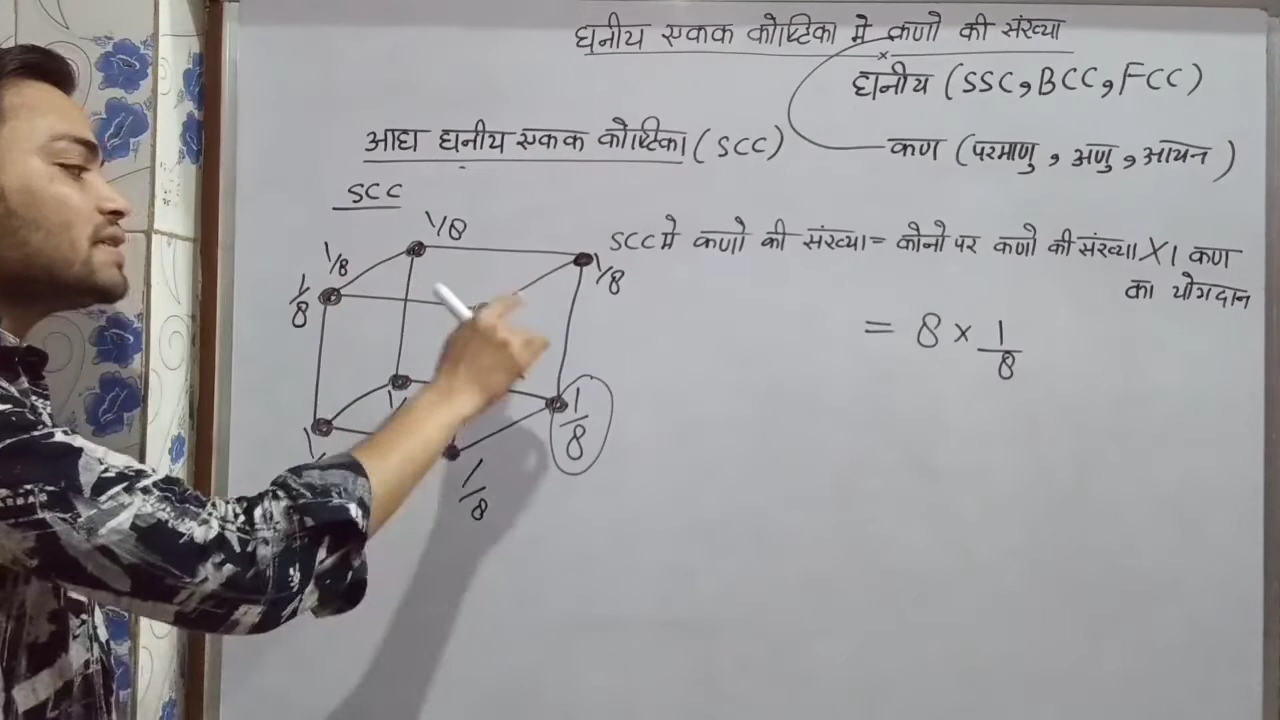 घनीय एकक कोष्टिका मे कणो की संख्या
घनीय (SSC,BCC,FCC)
आद्य घनीय एकक कोष्टिका (SCC)
कण (परमाणु , अणु , आयन )
SCC
SCC मे कणो की संख्या = कोनो पर कणो की संख्या X 1 कण
का योगदान
= 8 × 1/8
1/8
1/8
1/8
1/8
1/8
1/8